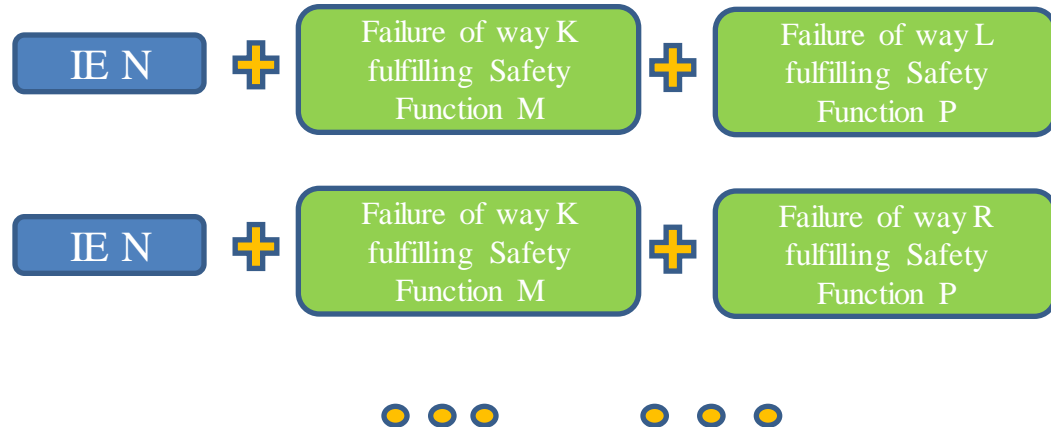 IE N
Failure of way K
fulfilling Safety
Function M
Failure of way L
fulfilling Safety
Function P
IE N
Failure of way K
fulfilling Safety
Function M
Failure of way R
fulfilling Safety
Function P